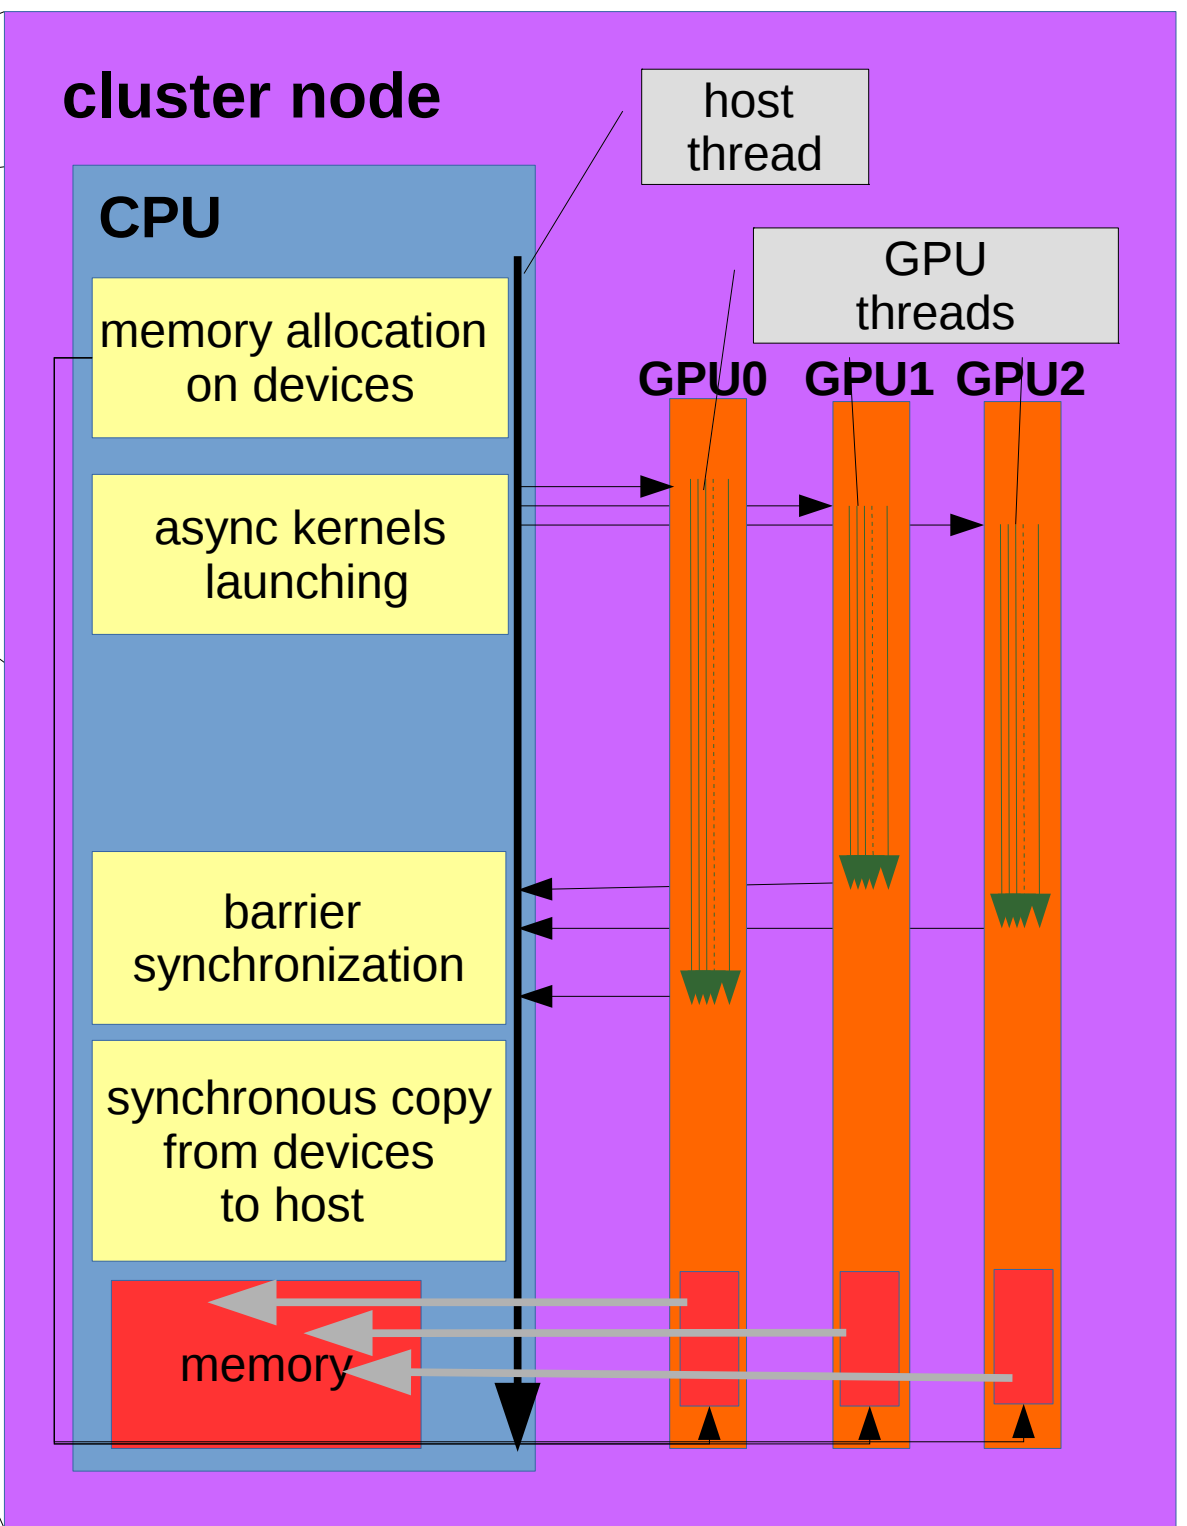 cluster node
host
thread
CPU
GPU
threads
memory allocation
on devices
GPU0 GPU1 GPU2
async kernels
launching
barrier
synchronization
synchronous copy
from devices
to host
memory